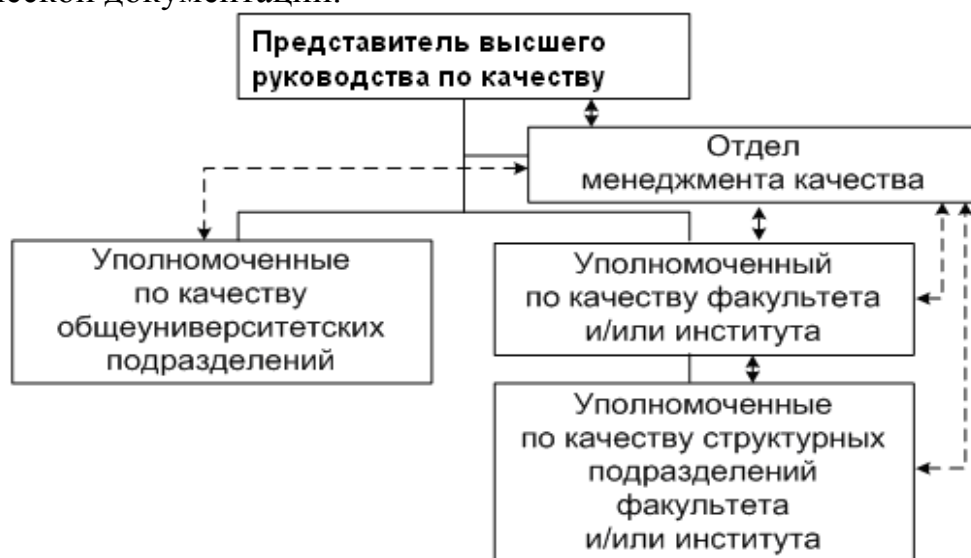 документации.
Представитель высшего
руководства по качеству
Отдел
менеджмента качества
Уполномоченные
по качеству
общеуниверситетских
подразделений
Уполномоченный
по качеству факультета
и/или института
Уполномоченные
по качеству структурных
подразделений
факультета
и/или института